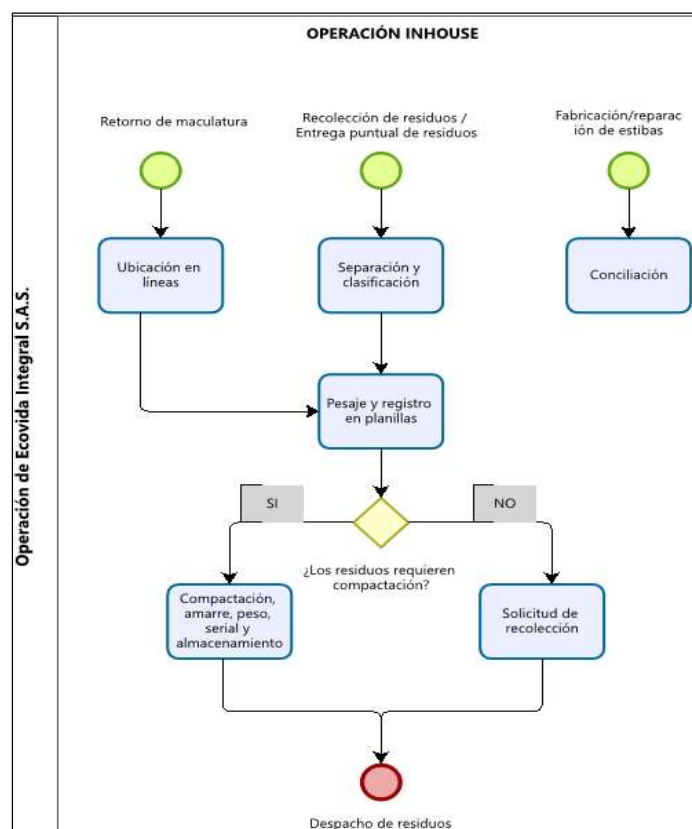 OPERACIÓN INHOUSE
Operación de Ecovida Integral S.A.S.
Retorno de maculatura
Recolección de residuos /
Entrega puntual de residuos
Fabricación/reparac
ión de estibas
Ubicación en
líneas
Separación y
clasificación
Conciliación
Pesaje y registro
en planillas
SI
NO
¿Los residuos requieren
compactación?
Compactación,
amarre, peso,
serial y
almacenamiento
Solicitud de
recolección
Despacho de residuos